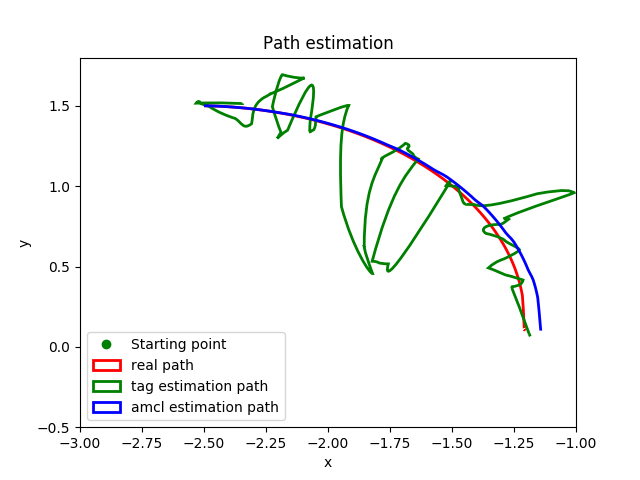 Path estimation
1.5
1.0
0.5
0.0
−0.5
y
−3.00 −2.75 −2.50 −2.25 −2.00 −1.75 −1.50 −1.25 −1.00
x
Starting point
real path
tag estimation path
amcl estimation path